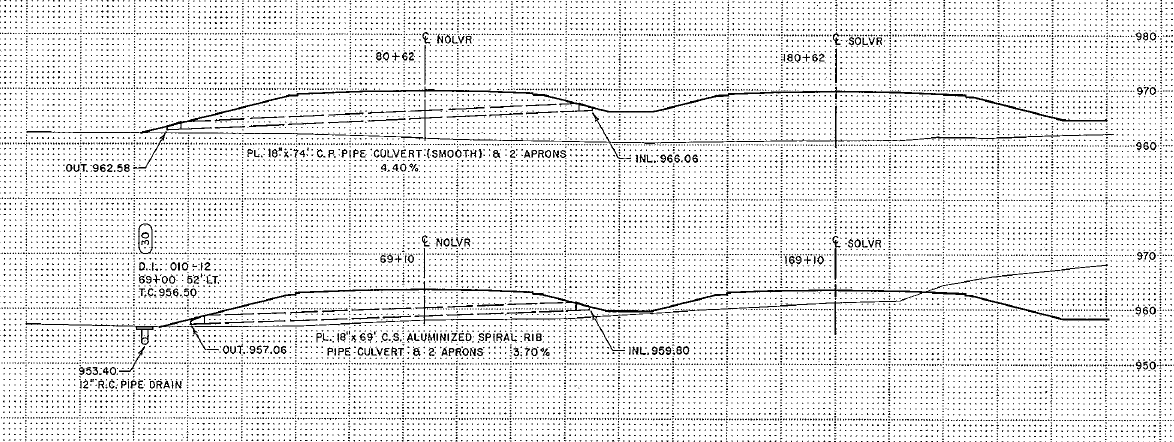 ℄ NOLVR
℄ SOLVR
980
80+62
180+62
970
960
PL. 18" x 74' C.P. PIPE CULVERT (SMOOTH) & 2 APRONS
4.40%
OUT. 962.58
INL. 966.06
30
℄ NOLVR
℄ SOLVR
69+10
169+10
970
D.I. 010-12
69+00 52' LT.
T.C. 956.50
960
PL. 18" x 69' C.S. ALUMINIZED SPIRAL RIB
PIPE CULVERT & 2 APRONS 3.70%
OUT. 957.06
INL. 959.60
950
953.40
12" R.C. PIPE DRAIN